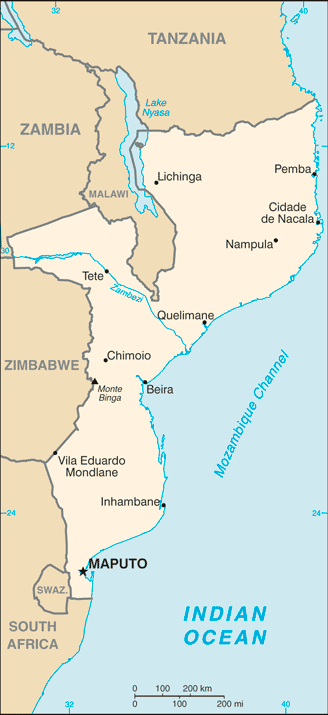 32
40
TANZANIA
ZAMBIA
Lake
Nyasa
12
12
MALAWI
Lichinga
Pemba
Cidade
de Nacala
Nampula
30
Tete
Zambezi
Quelimane
ZIMBABWE
Chimoio
Monte
Binga
Beira
Mozambique Channel
Vila Eduardo
Mondlane
Inhambane
24
24
MAPUTO
SWAZ.
SOUTH
AFRICA
INDIAN
OCEAN
0 100 200 km
0 100 200 mi
32
40